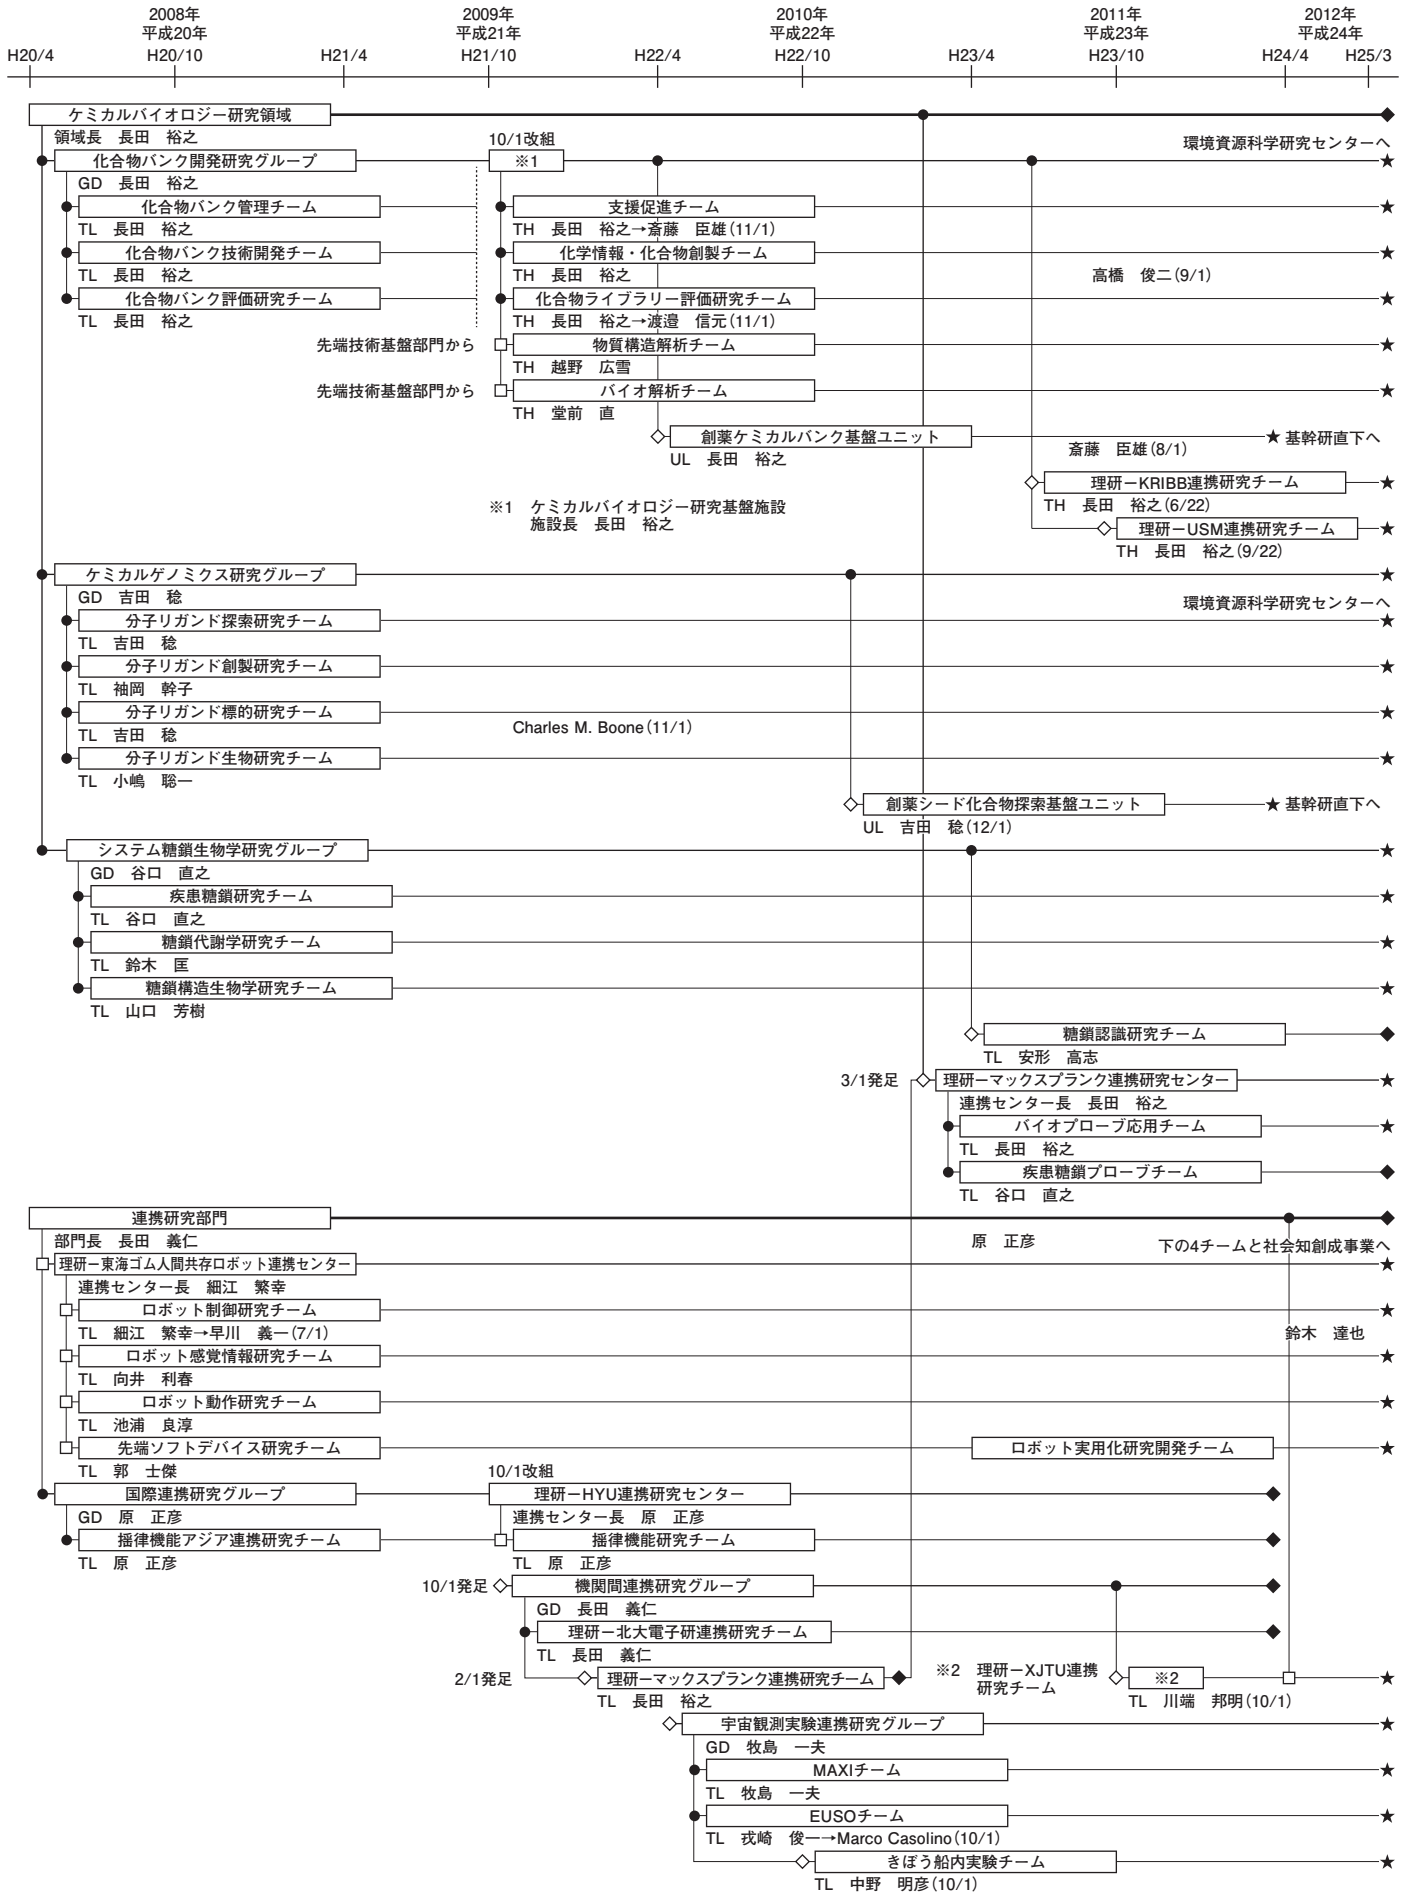 2008年 2009年 2010年 2011年 2012年
平成20年 平成21年 平成22年 平成23年 平成24年
H20/4 H20/10 H21/4 H21/10 H22/4 H22/10 H23/4 H23/10 H24/4 H25/3
ケミカルバイオロジー研究領域
領域長　長田　裕之
10/1改組
環境資源科学研究センターへ
化合物バンク開発研究グループ
※1
GD　長田　裕之
化合物バンク管理チーム
支援促進チーム
TL　長田　裕之
TH　長田　裕之→斎藤　臣雄(11/1)
化合物バンク技術開発チーム
化学情報・化合物創製チーム
TL　長田　裕之
TH　長田　裕之
高橋　俊二(9/1)
化合物バンク評価研究チーム
化合物ライブラリー評価研究チーム
TL　長田　裕之
TH　長田　裕之→渡邉　信元(11/1)
先端技術基盤部門から
物質構造解析チーム
TH　越野　広雪
先端技術基盤部門から
バイオ解析チーム
TH　堂前　直
創薬ケミカルバンク基盤ユニット
★基幹研直下へ
UL　長田　裕之
斎藤　臣雄(8/1)
理研－KRIBB連携研究チーム
TH　長田　裕之(6/22)
※1　ケミカルバイオロジー研究基盤施設
施設長　長田　裕之
理研－USM連携研究チーム
TH　長田　裕之(9/22)
ケミカルゲノミクス研究グループ
GD　吉田　稔
環境資源科学研究センターへ
分子リガンド探索研究チーム
TL　吉田　稔
分子リガンド創製研究チーム
TL　袖岡　幹子
分子リガンド標的研究チーム
TL　吉田　稔
Charles M. Boone(11/1)
分子リガンド生物研究チーム
TL　小嶋　聡一
創薬シード化合物探索基盤ユニット
★基幹研直下へ
UL　吉田　稔(12/1)
システム糖鎖生物学研究グループ
GD　谷口　直之
疾患糖鎖研究チーム
TL　谷口　直之
糖鎖代謝学研究チーム
TL　鈴木　匡
糖鎖構造生物学研究チーム
TL　山口　芳樹
糖鎖認識研究チーム
TL　安形　高志
3/1発足
理研－マックスプランク連携研究センター
連携センター長　長田　裕之
バイオプローブ応用チーム
TL　長田　裕之
疾患糖鎖プローブチーム
TL　谷口　直之
連携研究部門
部門長　長田　義仁
原　正彦
下の4チームと社会知創成事業へ
理研－東海ゴム人間共存ロボット連携センター
連携センター長　細江　繁幸
ロボット制御研究チーム
TL　細江　繁幸→早川　義一(7/1)
鈴木　達也
ロボット感覚情報研究チーム
TL　向井　利春
ロボット動作研究チーム
TL　池浦　良淳
先端ソフトデバイス研究チーム
ロボット実用化研究開発チーム
TL　郭　士傑
10/1改組
国際連携研究グループ
理研－HYU連携研究センター
GD　原　正彦
連携センター長　原　正彦
揺律機能アジア連携研究チーム
揺律機能研究チーム
TL　原　正彦
TL　原　正彦
10/1発足
機関間連携研究グループ
GD　長田　義仁
理研－北大電子研連携研究チーム
TL　長田　義仁
2/1発足
理研－マックスプランク連携研究チーム
TL　長田　裕之
※2　理研－XJTU連携
研究チーム
※2
TL　川端　邦明(10/1)
宇宙観測実験連携研究グループ
GD　牧島　一夫
MAXIチーム
TL　牧島　一夫
EUSOチーム
TL　戎崎　俊一→Marco Casolino(10/1)
きぼう船内実験チーム
TL　中野　明彦(10/1)